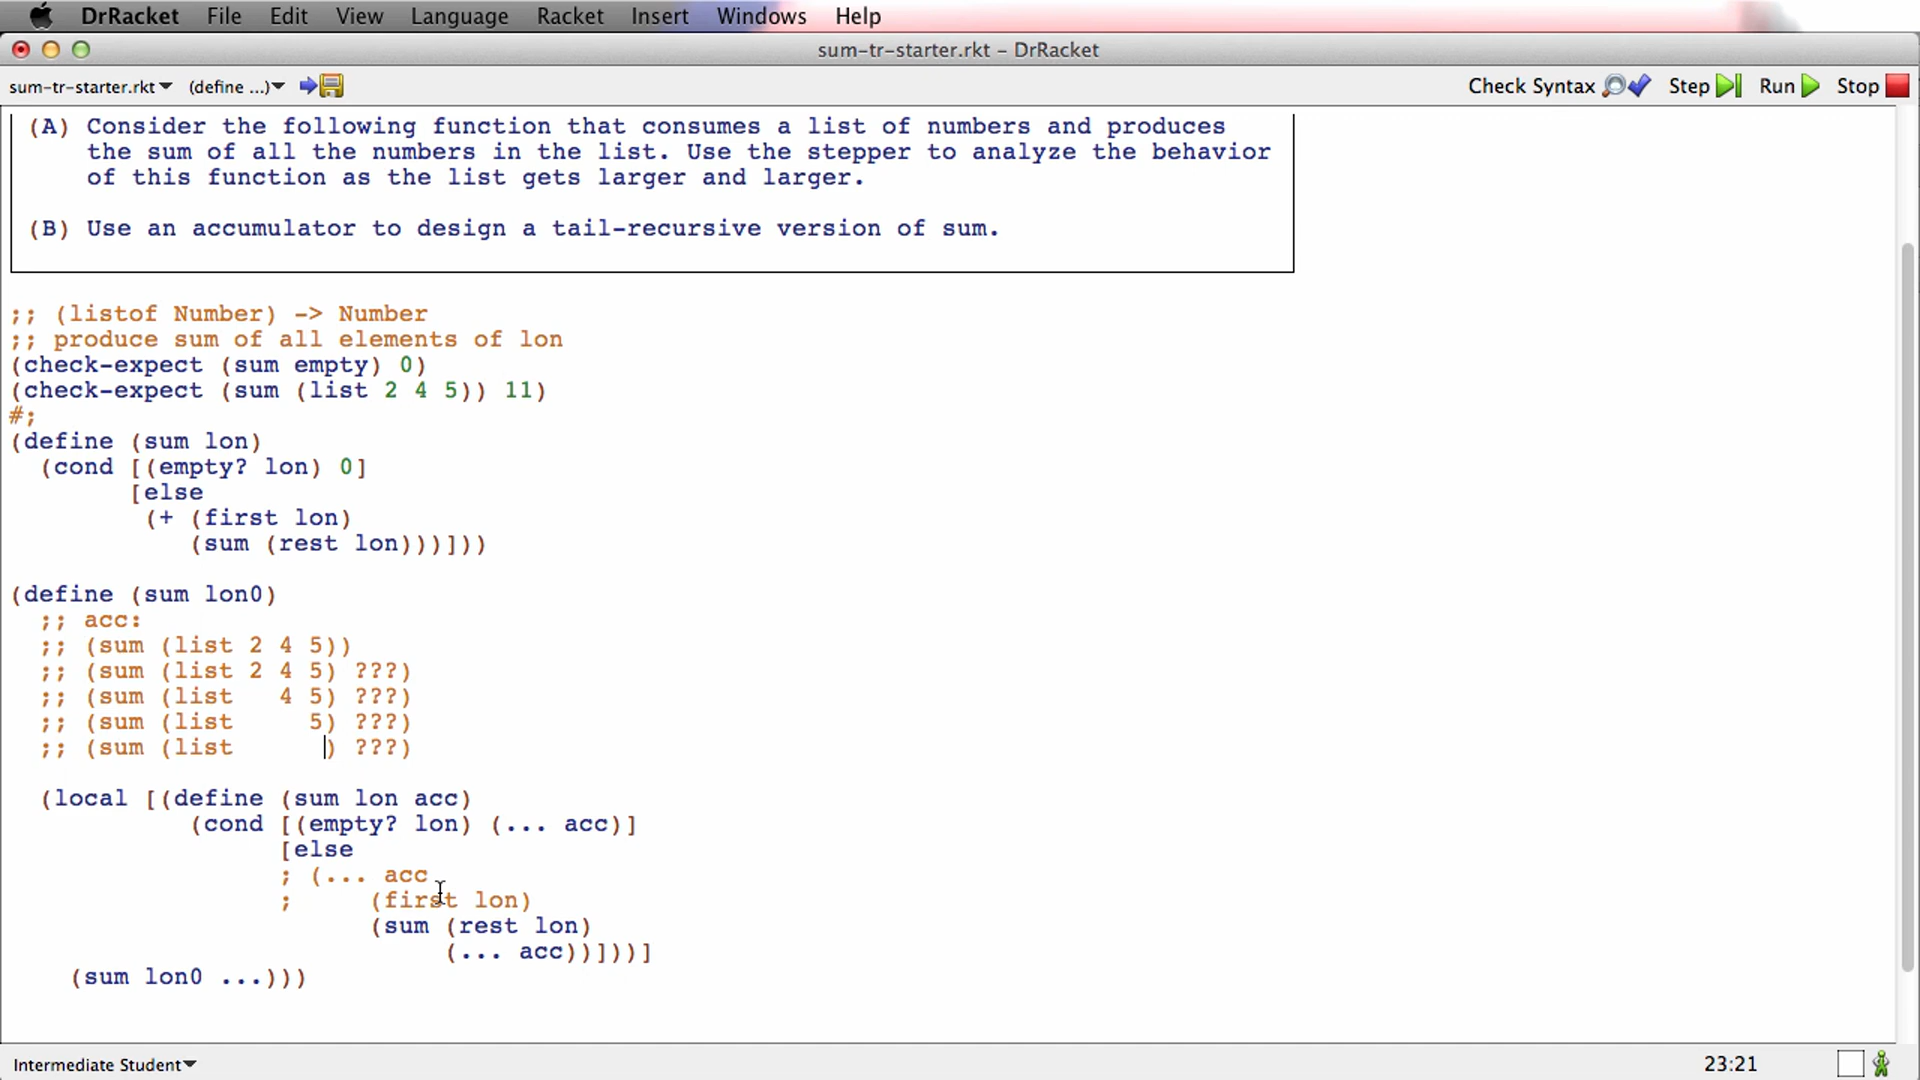 DrRacket File Edit View Language Racket Insert Windows Help
sum-tr-starter.rkt - DrRacket
sum-tr-starter.rkt (define ...) Check Syntax Step Run Stop
(A) Consider the following function that consumes a list of numbers and produces
the sum of all the numbers in the list. Use the stepper to analyze the behavior
of this function as the list gets larger and larger.
(B) Use an accumulator to design a tail-recursive version of sum.
;; (listof Number) -> Number
;; produce sum of all elements of lon
(check-expect (sum empty) 0)
(check-expect (sum (list 2 4 5)) 11)
#;
(define (sum lon)
(cond [(empty? lon) 0]
[else
(+ (first lon)
(sum (rest lon)))]))
(define (sum lon0)
;; acc:
;; (sum (list 2 4 5))
;; (sum (list 2 4 5) ???)
;; (sum (list 4 5) ???)
;; (sum (list 5) ???)
;; (sum (list ) ???)
(local [(define (sum lon acc)
(cond [(empty? lon) (... acc)]
[else
; (... acc
; (first lon)
(sum (rest lon)
(... acc))]))]
(sum lon0 ...)))
Intermediate Student 23:21